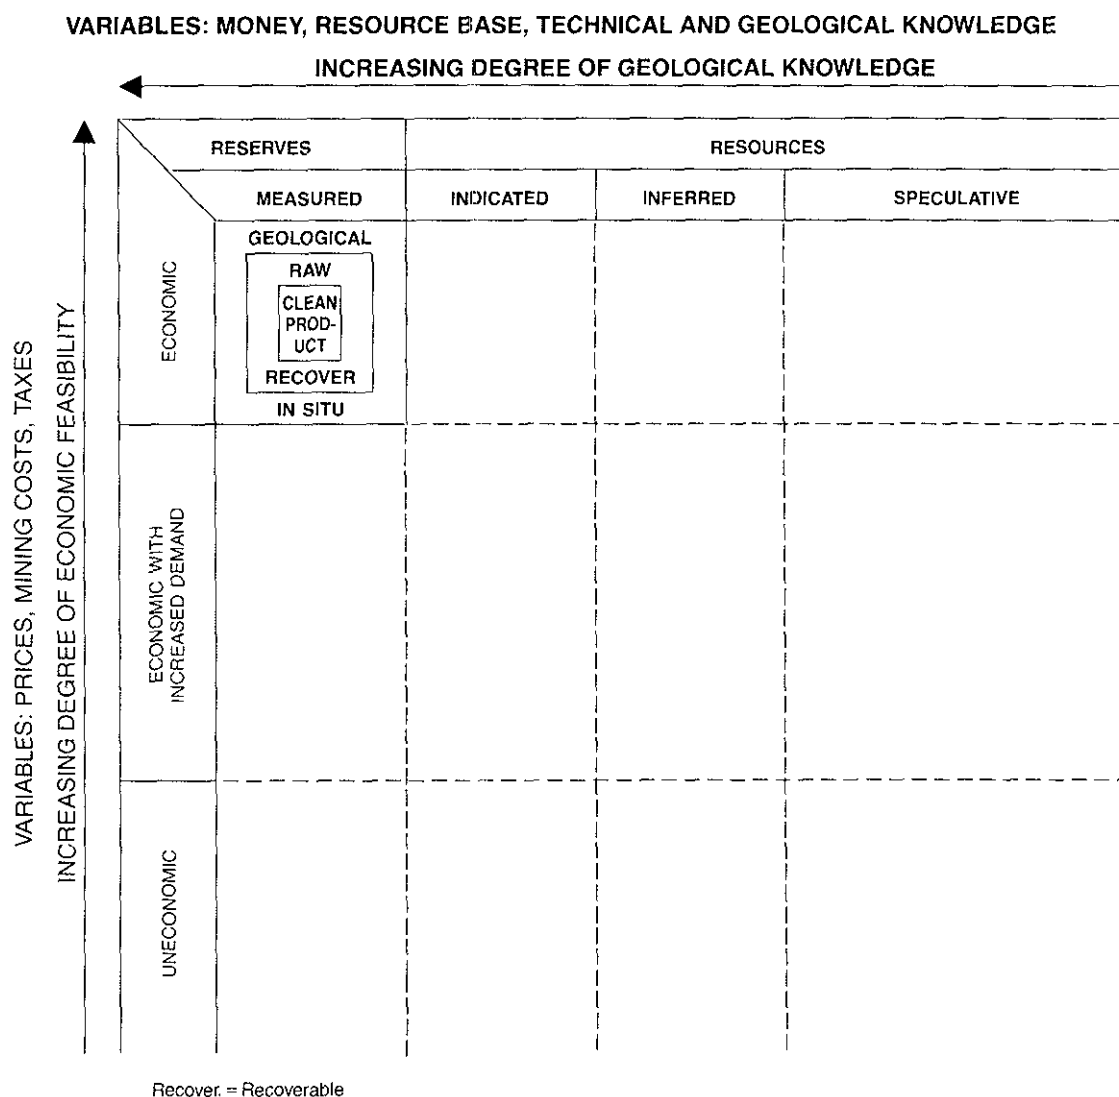 VARIABLES: MONEY, RESOURCE BASE, TECHNICAL AND GEOLOGICAL KNOWLEDGE
INCREASING DEGREE OF GEOLOGICAL KNOWLEDGE
RESERVES
RESOURCES
MEASURED
INDICATED
INFERRED
SPECULATIVE
GEOLOGICAL
RAW
CLEAN
PROD-
UCT
RECOVER
IN SITU
ECONOMIC
ECONOMIC WITH
INCREASED DEMAND
UNECONOMIC
VARIABLES: PRICES, MINING COSTS, TAXES
INCREASING DEGREE OF ECONOMIC FEASIBILITY
Recover. = Recoverable